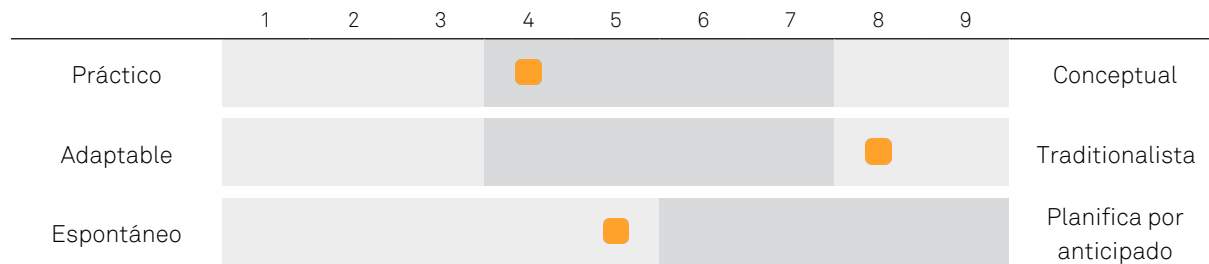 1 2 3 4 5 6 7 8 9
Práctico Conceptual
Adaptable Traditionalista
Espontáneo Planifica por
anticipado